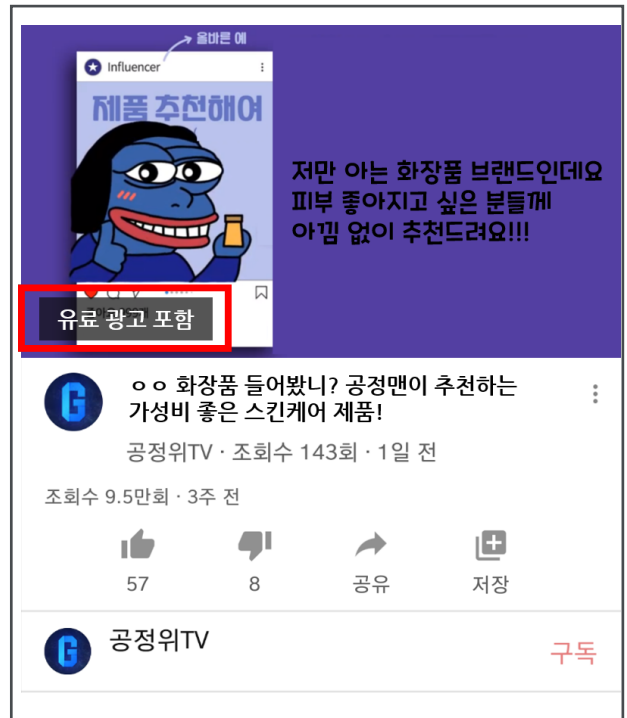 올바른 예
Influencer
제품 추천해여
저만 아는 화장품 브랜드인데요
피부 좋아지고 싶은 분들께
아낌 없이 추천드려요!!!
유료 광고 포함
G
ㅇㅇ 화장품 들어봤니? 공정맨이 추천하는
가성비 좋은 스킨케어 제품!
공정위TV · 조회수 143회 · 1일 전
조회수 9.5만회 · 3주 전
57 8 공유 저장
G 공정위TV 구독